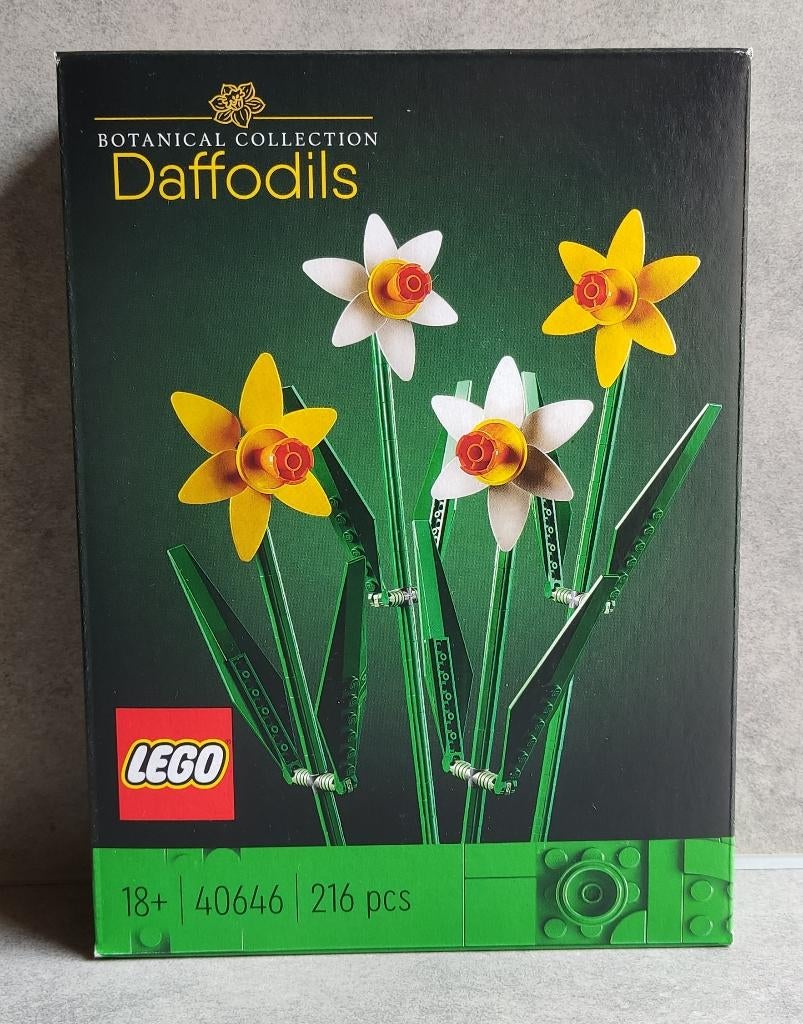 BOTANICAL COLLECTION
Daffodils
LEGO
18+ 40646 216 pcs